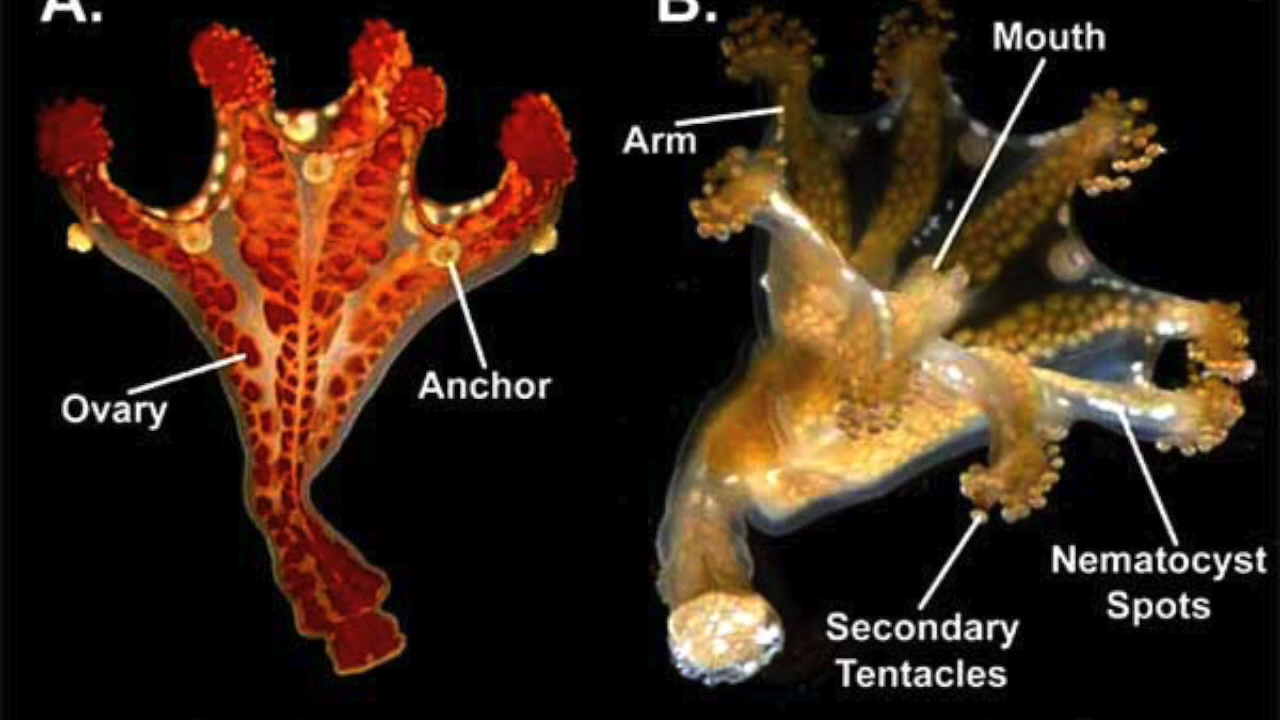 A.
B.
Mouth
Arm
Anchor
Ovary
Nematocyst
Spots
Secondary
Tentacles